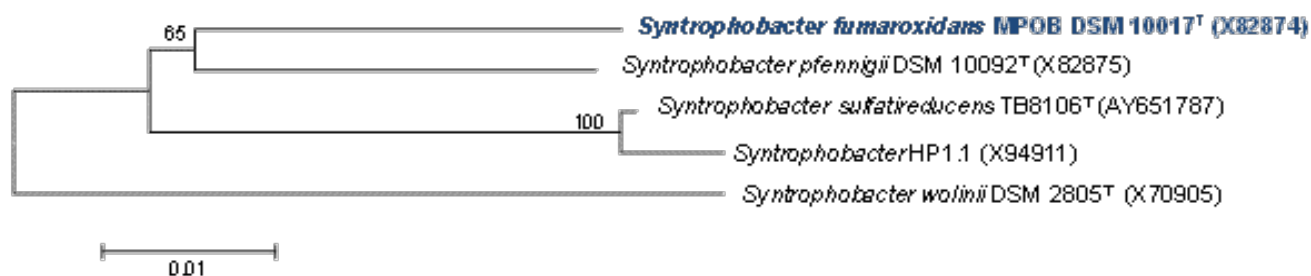 65
Syntrophobacter fumaroxidans MPOB DSM 10017ᵀ (X82874)
Syntrophobacter pfennigii DSM 10092ᵀ (X82875)
Syntrophobacter sulfatireducens TB8106ᵀ (AY651787)
100
Syntrophobacter HP1.1 (X94911)
Syntrophobacter wolinii DSM 2805ᵀ (X70905)
0.01